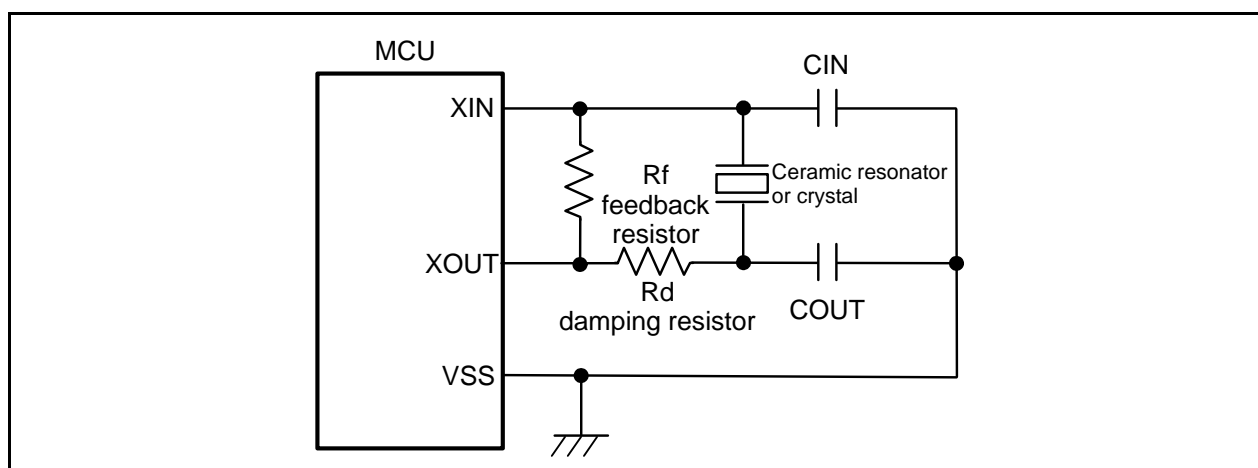 MCU
CIN
XIN
Ceramic resonator
or crystal
Rf
feedback
resistor
XOUT
Rd
damping resistor
COUT
VSS